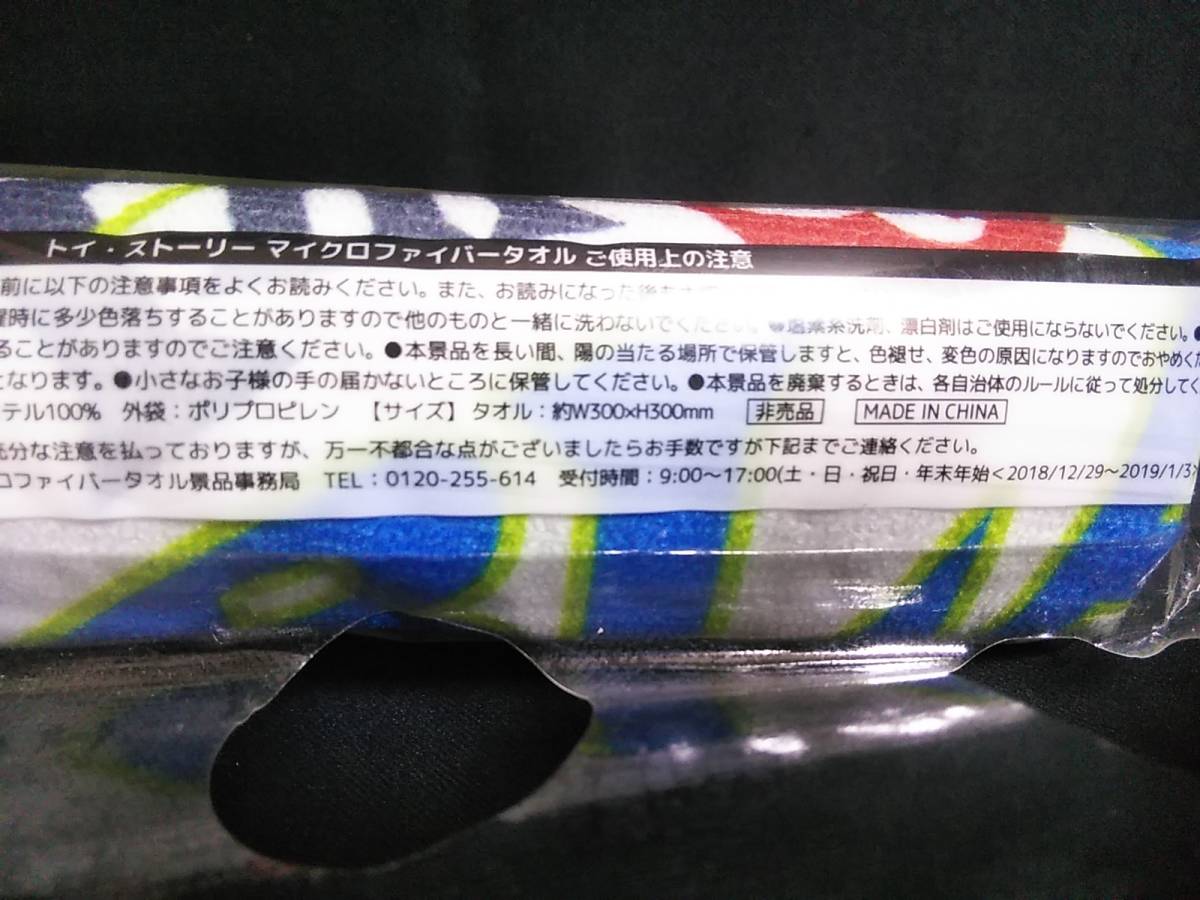 トイ・ストーリー マイクロファイバータオル ご使用上の注意
前に以下の注意事項をよくお読みください。また、お読みになった後も
時に多少色落ちすることがありますので他のものと一緒に洗わないでください。●塩素系洗剤、漂白剤はご使用にならないでください。●
ることがありますのでご注意ください。●本景品を長い間、陽の当たる場所で保管しますと、色褪せ、変色の原因になりますのでおやめくだ
となります。●小さなお子様の手の届かないところに保管してください。●本景品を廃棄するときは、各自治体のルールに従って処分してく
テル100% 外袋：ポリプロピレン 【サイズ】タオル：約W300×H300mm 非売品 MADE IN CHINA
充分な注意を払っておりますが、万一不都合な点がございましたらお手数ですが下記までご連絡ください。
ロファイバータオル景品事務局 TEL：0120-255-614 受付時間：9:00～17:00(土・日・祝日・年末年始<2018/12/29～2019/1/3